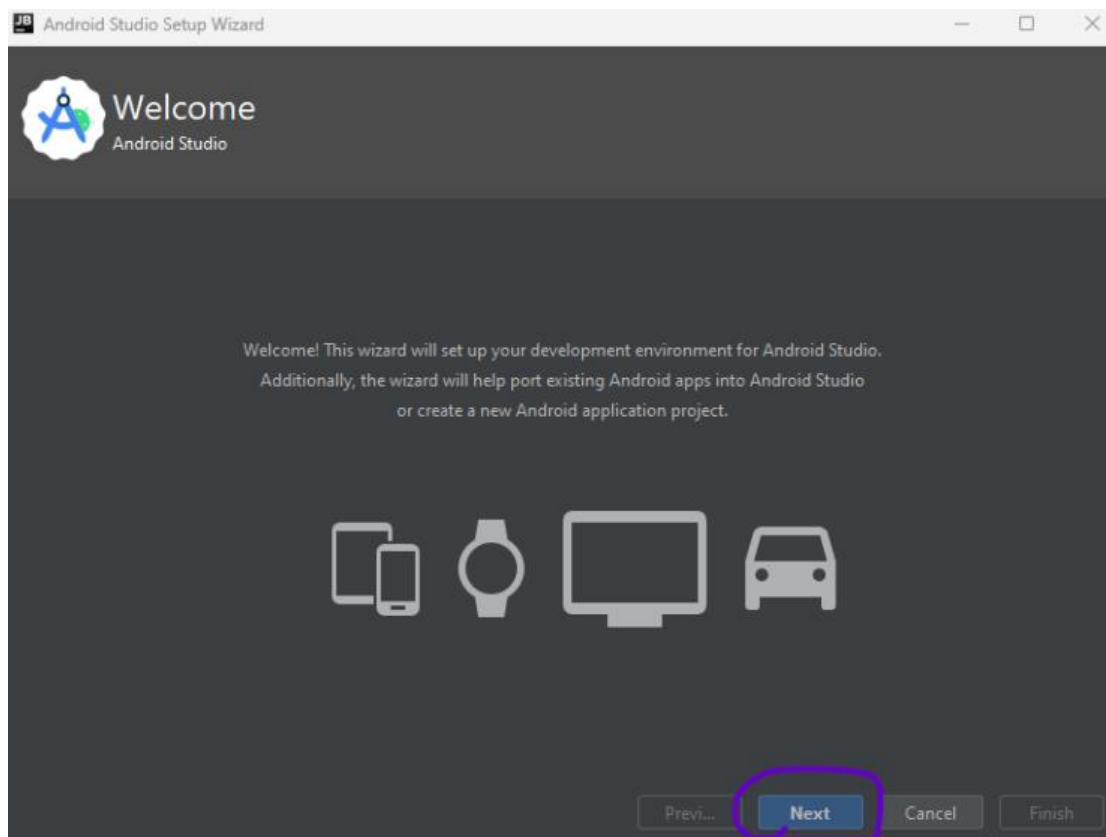 JB
Android Studio Setup Wizard
Welcome
Android Studio
Welcome! This wizard will set up your development environment for Android Studio.
Additionally, the wizard will help port existing Android apps into Android Studio
or create a new Android application project.
Previ... Next Cancel Finish